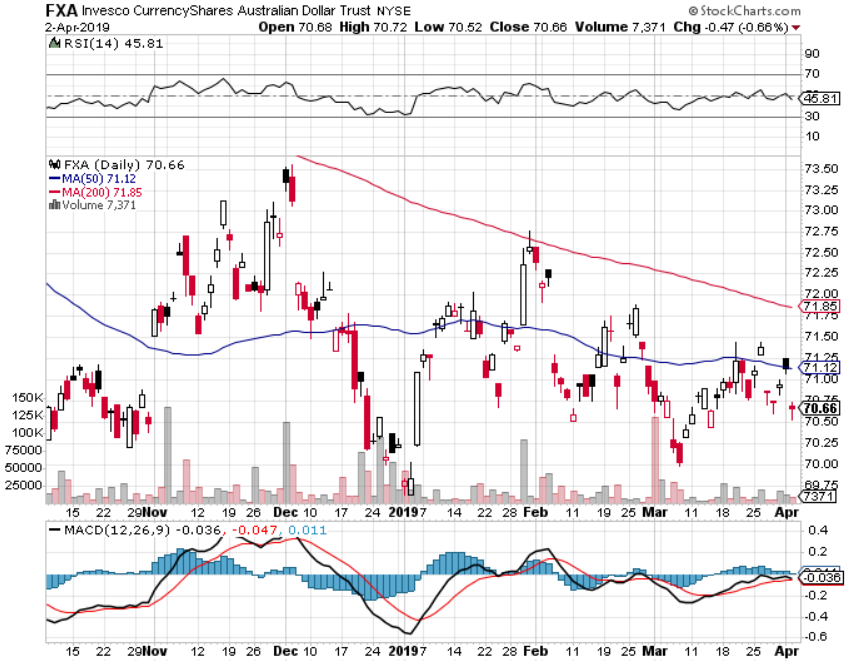 FXA Invesco CurrencyShares Australian Dollar Trust NYSE © StockCharts.com
2-Apr-2019 Open 70.68 High 70.72 Low 70.52 Close 70.66 Volume 7,371 Chg -0.47 (-0.66%)
RSI(14) 45.81
90
70
45.81
30
10
FXA (Daily) 70.66
MA(50) 71.12
MA(200) 71.85
Volume 7,371
73.50
73.25
73.00
72.75
72.50
72.25
72.00
71.85
71.75
71.50
71.25
71.12
71.00
70.75
70.66
70.50
70.25
70.00
69.75
7371
150K
125K
100K
75000
50000
25000
15 22 29 Nov 12 19 26 Dec 10 17 24 2019 7 14 22 28 Feb 11 19 25 Mar 11 18 25 Apr
MACD(12,26,9) -0.036, -0.047, 0.011
0.4
0.2
-0.036
-0.2
-0.4
-0.6
15 22 29 Nov 12 19 26 Dec 10 17 24 2019 7 14 22 28 Feb 11 19 25 Mar 11 18 25 Apr